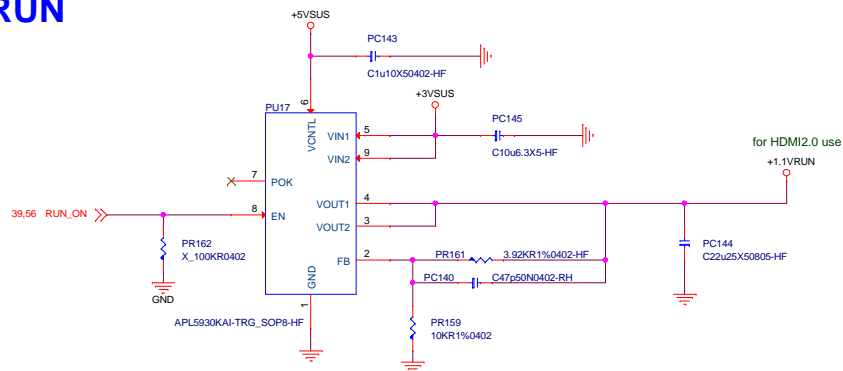 RUN
+5VSUS
PC143
C1u10X50402-HF
+3VSUS
PU17
6
VCNTL
PC145
C10u6.3X5-HF
VIN1
5
VIN2
9
for HDMI2.0 use
+1.1VRUN
7
POK
39,56 RUN_ON
8
EN
VOUT1
4
VOUT2
3
PR162
X_100KR0402
GND
FB
2
PR161
3.92KR1%0402-HF
PC140
C47p50N0402-RH
PC144
C22u25X50805-HF
GND
1
APL5930KAI-TRG_SOP8-HF
PR159
10KR1%0402